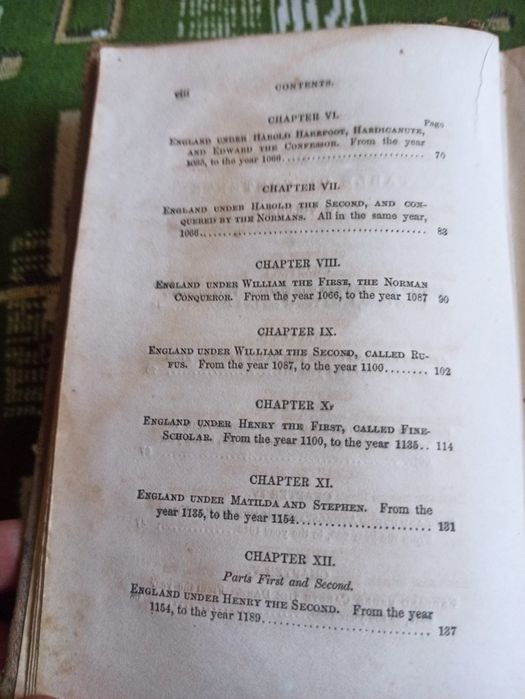 viii
CONTENTS.
CHAPTER VI.
Page
ENGLAND UNDER HAROLD HAREFOOT, HARDICANUTE,
AND EDWARD THE CONFESSOR. From the year
1035, to the year 1066 70
CHAPTER VII.
ENGLAND UNDER HAROLD THE SECOND, AND CON-
QUERED BY THE NORMANS. All in the same year,
1066 83
CHAPTER VIII.
ENGLAND UNDER WILLIAM THE FIRST, THE NORMAN
CONQUEROR. From the year 1066, to the year 1087 90
CHAPTER IX.
ENGLAND UNDER WILLIAM THE SECOND, CALLED RU-
FUS. From the year 1087, to the year 1100........ 102
CHAPTER X.
ENGLAND UNDER HENRY THE FIRST, CALLED FINE-
SCHOLAR. From the year 1100, to the year 1135.. 114
CHAPTER XI.
ENGLAND UNDER MATILDA AND STEPHEN. From the
year 1135, to the year 1154...................... 131
CHAPTER XII.
Parts First and Second.
ENGLAND UNDER HENRY THE SECOND. From the year
1154, to the year 1189........................... 137